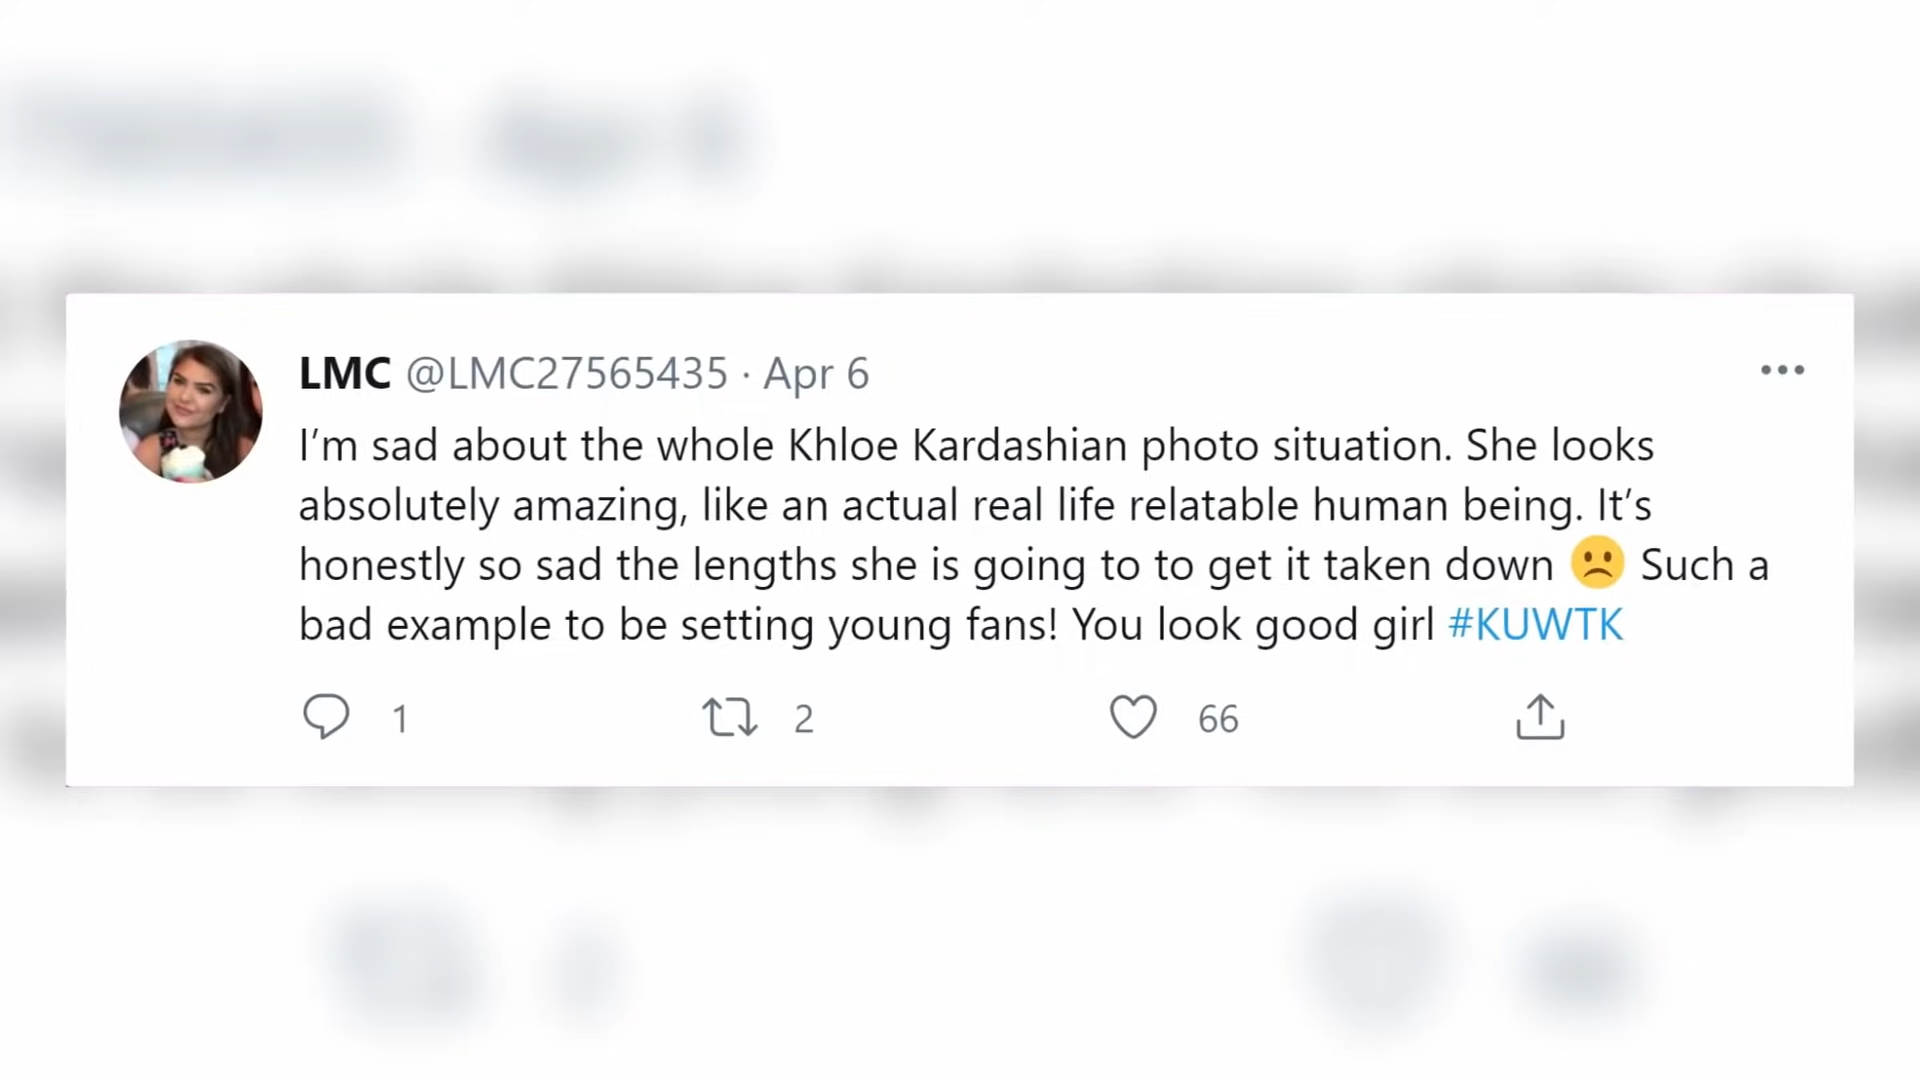 LMC @LMC27565435 · Apr 6
I’m sad about the whole Khloe Kardashian photo situation. She looks
absolutely amazing, like an actual real life relatable human being. It’s
honestly so sad the lengths she is going to to get it taken down ☹️ Such a
bad example to be setting young fans! You look good girl #KUWTK
1 2 66